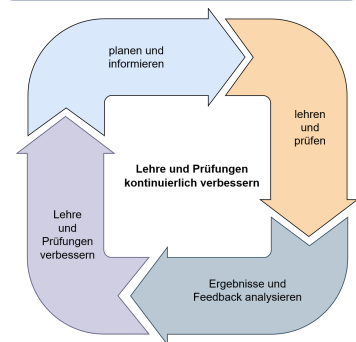 planen und
informieren
lehren
und
prüfen
Lehre und Prüfungen
kontinuierlich verbessern
Lehre
und
Prüfungen
verbessern
Ergebnisse und
Feedback analysieren